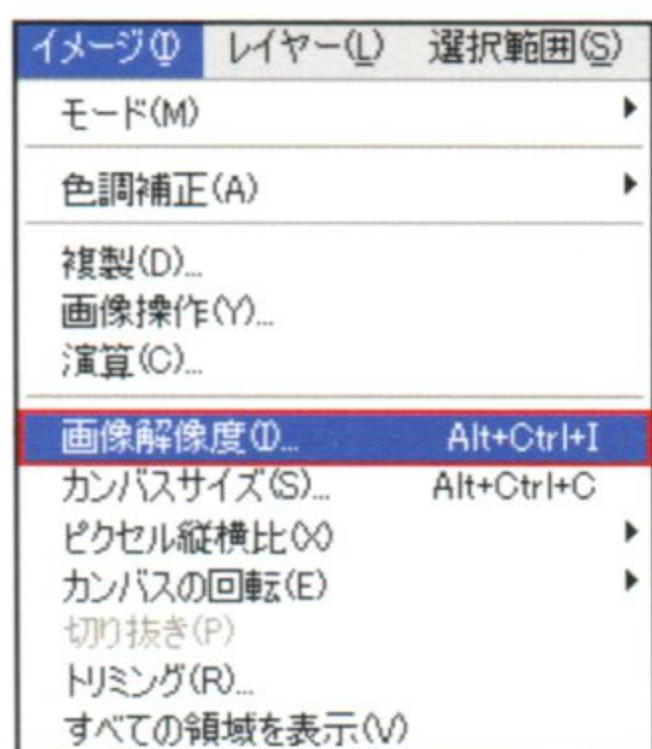 イメージ(I) レイヤー(L) 選択範囲(S)
モード(M)
色調補正(A)
複製(D)...
画像操作(Y)...
演算(C)...
画像解像度(I)... Alt+Ctrl+I
カンバスサイズ(S)... Alt+Ctrl+C
ピクセル縦横比(X)
カンバスの回転(E)
切り抜き(P)
トリミング(R)...
すべての領域を表示(V)